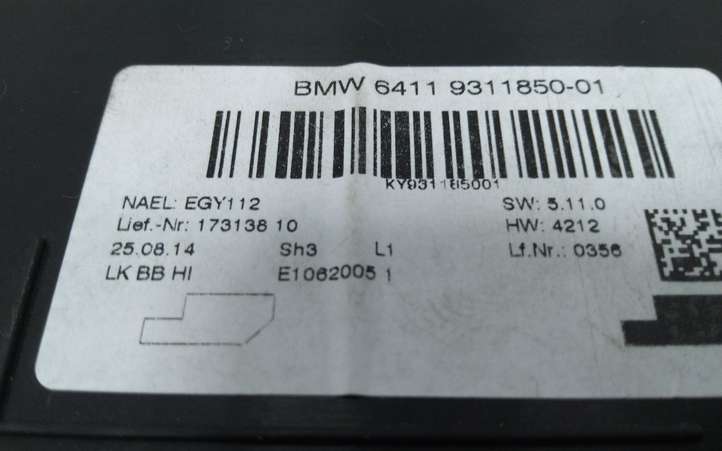 BMW 6411 9311850-01
KY931185001
NAEL: EGY112 SW: 5.11.0
Lief.-Nr: 173138 10 HW: 4212
25.08.14 Sh3 L1 Lf.Nr.: 0356
LK BB HI E1062005 1